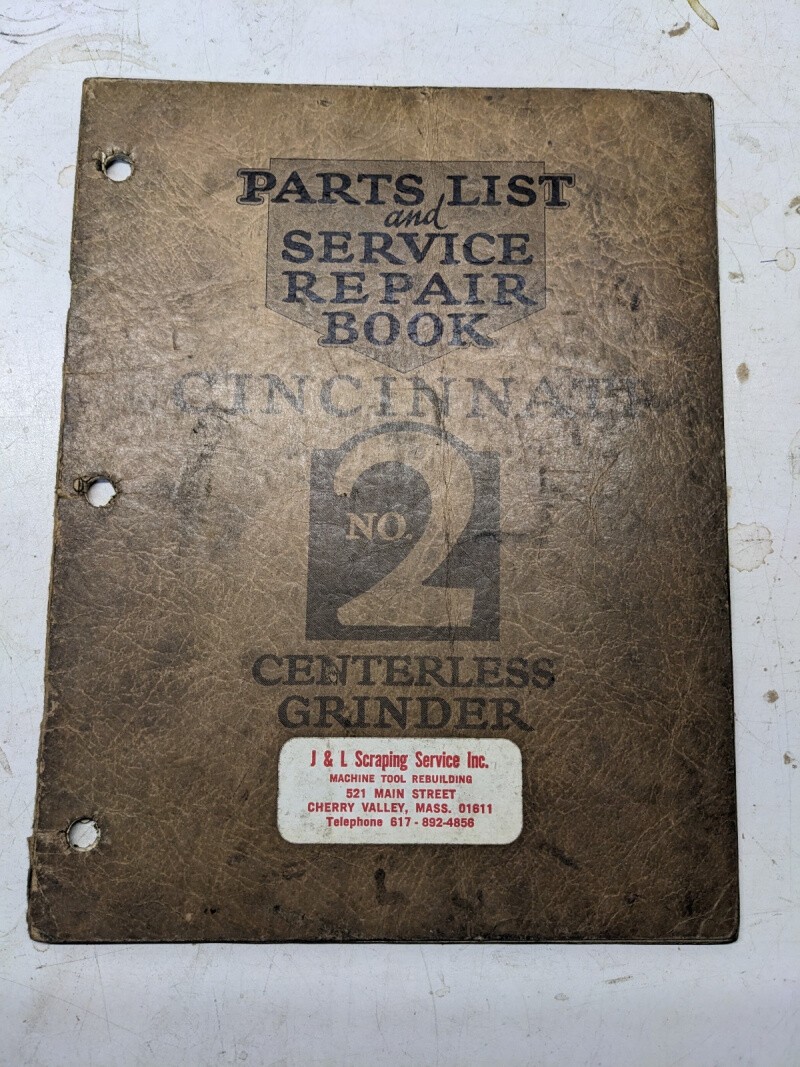 PARTS LIST
and
SERVICE
REPAIR
BOOK
CINCINNATI
NO. 2
CENTERLESS
GRINDER
J & L Scraping Service Inc.
MACHINE TOOL REBUILDING
521 MAIN STREET
CHERRY VALLEY, MASS. 01611
Telephone 617-892-4856